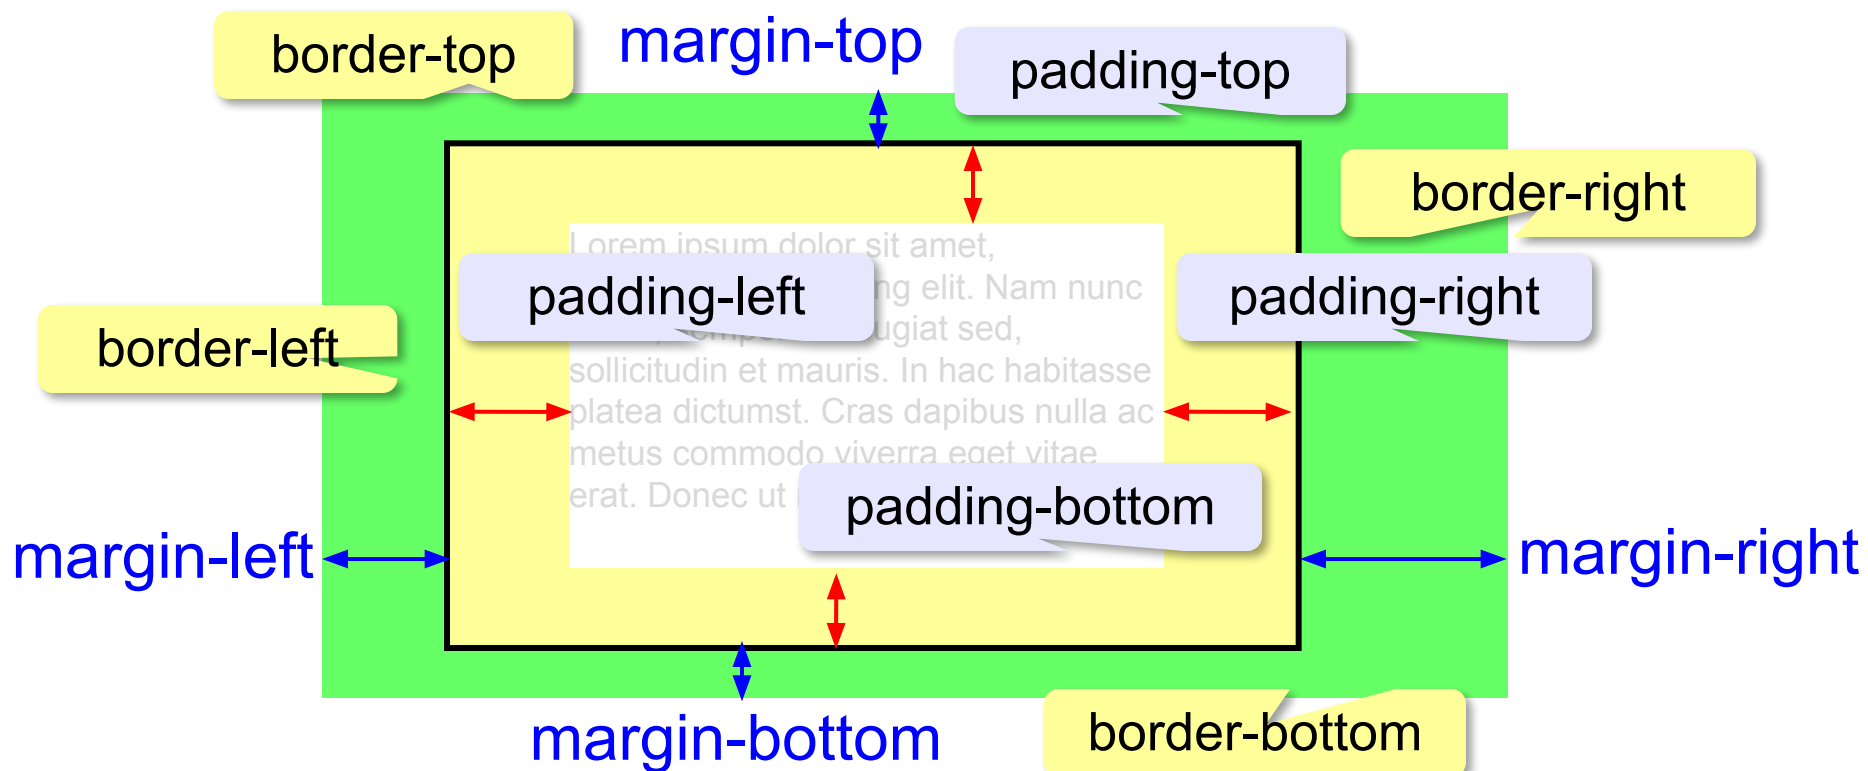 border-top
margin-top
padding-top
border-right
Lorem ipsum dolor sit amet,
padding-left
elit. Nam nunc
padding-right
border-left
sed,
sollicitudin et mauris. In hac habitasse
platea dictumst. Cras dapibus nulla ac
metus commodo viverra eget vitae
erat. Donec ut
padding-bottom
margin-left
margin-right
margin-bottom
border-bottom